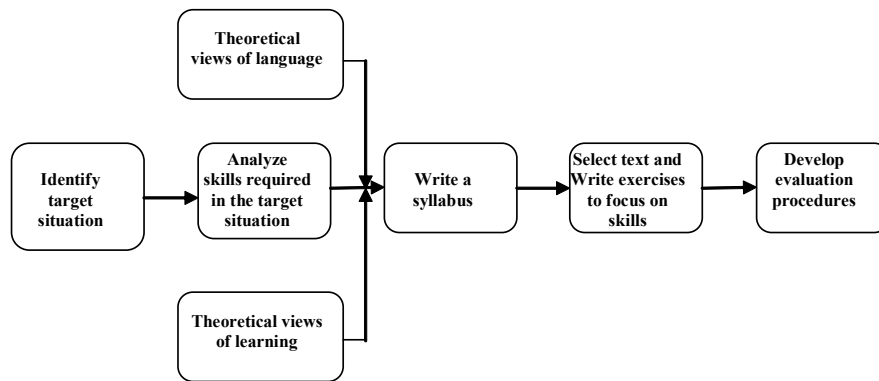 Theoretical
views of language
Identify
target
situation
Analyze
skills required
in the target
situation
Write a
syllabus
Select text and
Write exercises
to focus on
skills
Develop
evaluation
procedures
Theoretical views
of learning